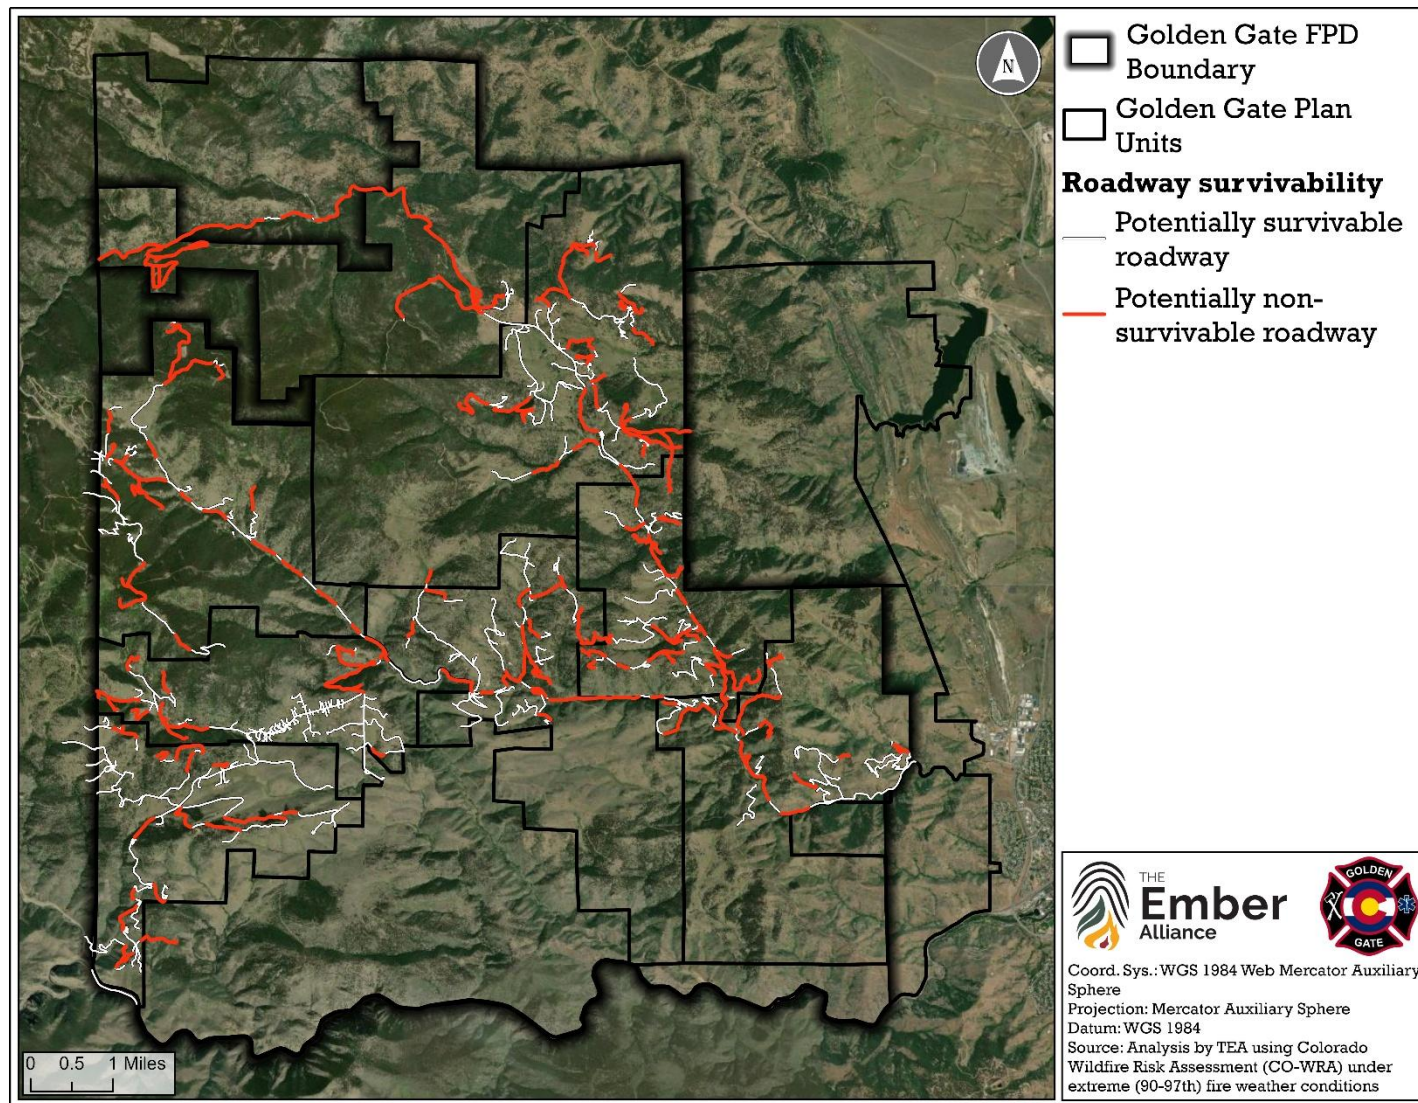 N
Golden Gate FPD
Boundary
Golden Gate Plan
Units
Roadway survivability
Potentially survivable
roadway
Potentially non-
survivable roadway
0 0.5 1 Miles
THE
Ember
Alliance
GOLDEN
GATE
Coord. Sys.: WGS 1984 Web Mercator Auxiliary
Sphere
Projection: Mercator Auxiliary Sphere
Datum: WGS 1984
Source: Analysis by TEA using Colorado
Wildfire Risk Assessment (CO-WRA) under
extreme (90-97th) fire weather conditions